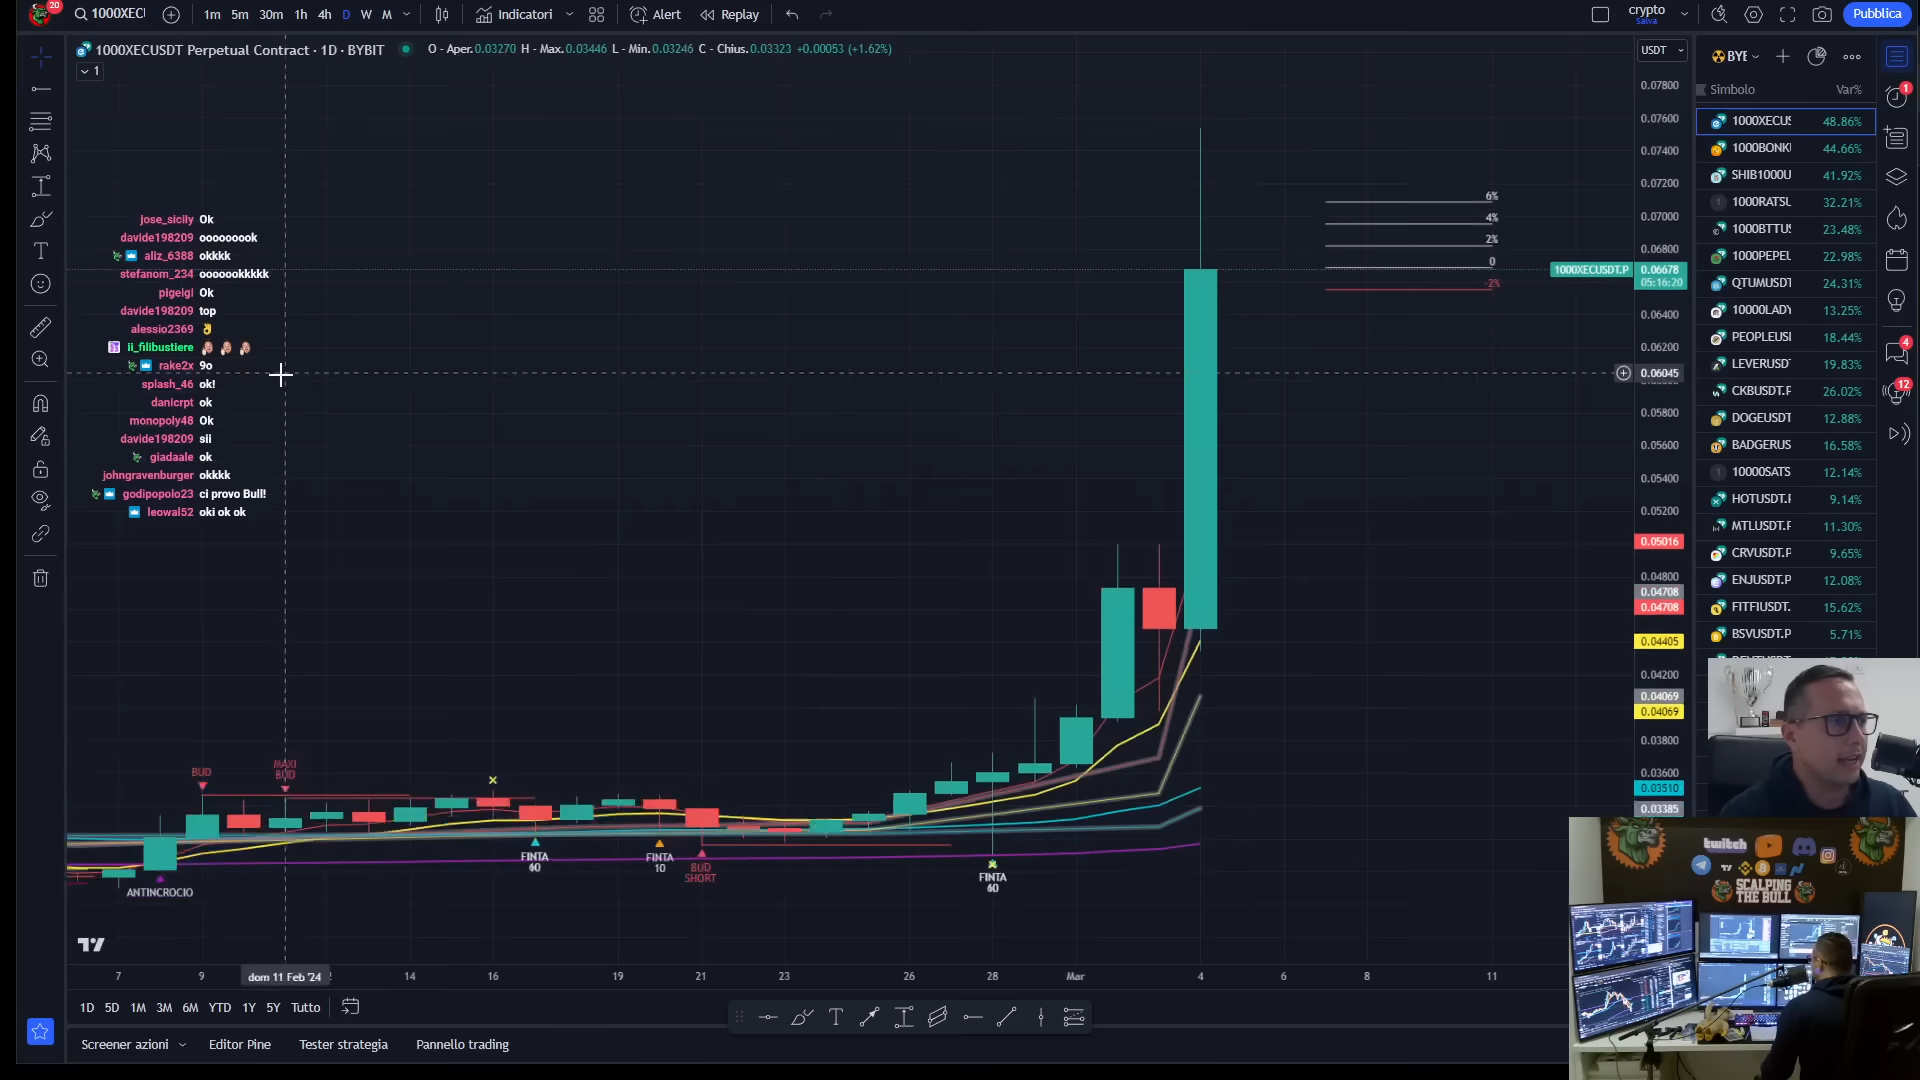 20
1000XECI
1m 5m 30m 1h 4h D W M
Indicatori
Alert
Replay
crypto
Salva
Pubblica
1000XECUSDT Perpetual Contract · 1D · BYBIT
O - Aper.0.03270 H - Max.0.03446 L - Min.0.03246 C - Chius.0.03323 +0.00053 (+1.62%)
1
USDT
BYE
Simbolo Var%
1000XECUS 48.86%
1000BONKI 44.66%
SHIB1000U 41.92%
1000RATSL 32.21%
1000BTTUS 23.48%
1000PEPEL 22.98%
QTUMUSDT 24.31%
10000LADY 13.25%
PEOPLEUSI 18.44%
LEVERUSD 19.83%
CKBUSDT.P 26.02%
DOGEUSDT 12.88%
BADGERUS 16.58%
10000SATS 12.14%
HOTUSDT.F 9.14%
MTLUSDT.F 11.30%
CRVUSDT.P 9.65%
ENJUSDT.P 12.08%
FITFIUSDT. 15.62%
BSVUSDT.P 5.71%
1
4
12
jose_sicily Ok
davide198209 ooooooook
aliz_6388 okkkk
stefanom_234 ooooookkkkk
pigeigi Ok
davide198209 top
alessio2369
ii_filibustiere
rake2x 9o
splash_46 ok!
danicrpt ok
monopoly48 Ok
davide198209 sii
giadaale ok
johngravenburger okkkk
godipopolo23 ci provo Bull!
leowal52 oki ok ok
6%
4%
2%
0
-2%
0.07800
0.07600
0.07400
0.07200
0.07000
0.06800
1000XECUSDT.P 0.06678
05:16:20
0.06400
0.06200
0.06045
0.05800
0.05600
0.05400
0.05200
0.05016
0.04800
0.04708
0.04708
0.04405
0.04200
0.04069
0.04069
0.03800
0.03600
0.03510
0.03385
BUD
MAXI
BUD
ANTINCROCIO
FINTA
60
FINTA
10
BUD
SHORT
FINTA
60
7 9 dom 11 Feb '24 14 16 19 21 23 26 28 Mar 4 6 8 11
1D 5D 1M 3M 6M YTD 1Y 5Y Tutto
Screener azioni Editor Pine Tester strategia Pannello trading
twitch
SCALPING
THE BULL